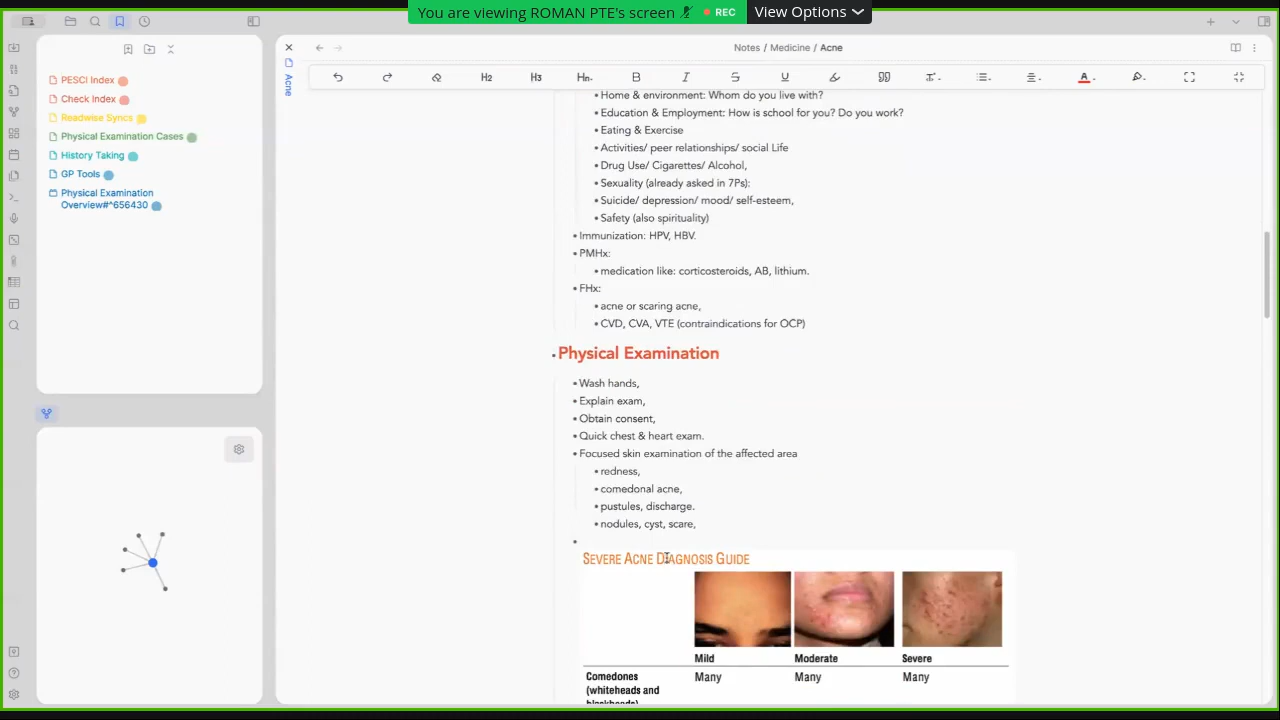 You are viewing ROMAN PTE's screen
REC
View Options
Notes / Medicine / Acne
PESCI Index
Check Index
Readwise Syncs
Physical Examination Cases
History Taking
GP Tools
Physical Examination
Overview#^656430
Acne
H2
H3
Hn
B
I
S
U
T
A
Home & environment: Whom do you live with?
Education & Employment: How is school for you? Do you work?
Eating & Exercise
Activities/ peer relationships/ social Life
Drug Use/ Cigarettes/ Alcohol,
Sexuality (already asked in 7Ps):
Suicide/ depression/ mood/ self-esteem,
Safety (also spirituality)
Immunization: HPV, HBV.
PMHx:
medication like: corticosteroids, AB, lithium.
FHx:
acne or scaring acne,
CVD, CVA, VTE (contraindications for OCP)
Physical Examination
Wash hands,
Explain exam,
Obtain consent,
Quick chest & heart exam.
Focused skin examination of the affected area
redness,
comedonal acne,
pustules, discharge.
nodules, cyst, scare,
SEVERE ACNE DIAGNOSIS GUIDE
Mild Moderate Severe
Comedones Many Many Many
(whiteheads and
blackheads)